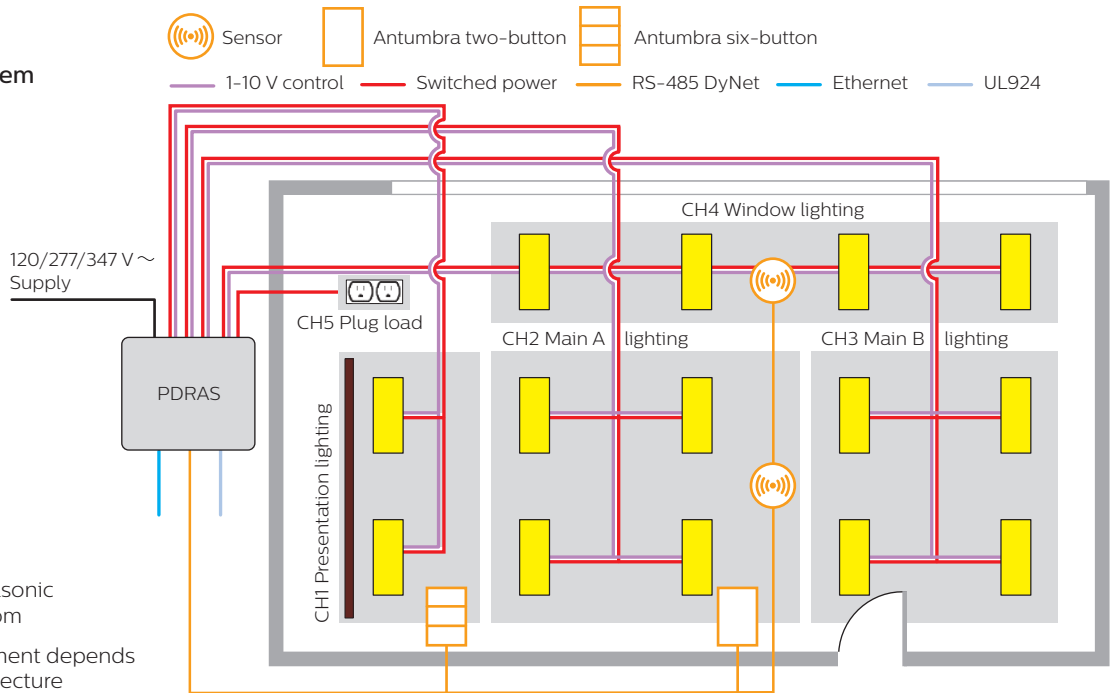 Sensor
Antumbra two-button
Antumbra six-button
em
1-10 V control
Switched power
RS-485 DyNet
Ethernet
UL924
CH4 Window lighting
120/277/347 V ~
Supply
CH5 Plug load
CH2 Main A lighting
CH3 Main B lighting
PDRAS
CH1 Presentation lighting
sonic
om
ment depends
ecture